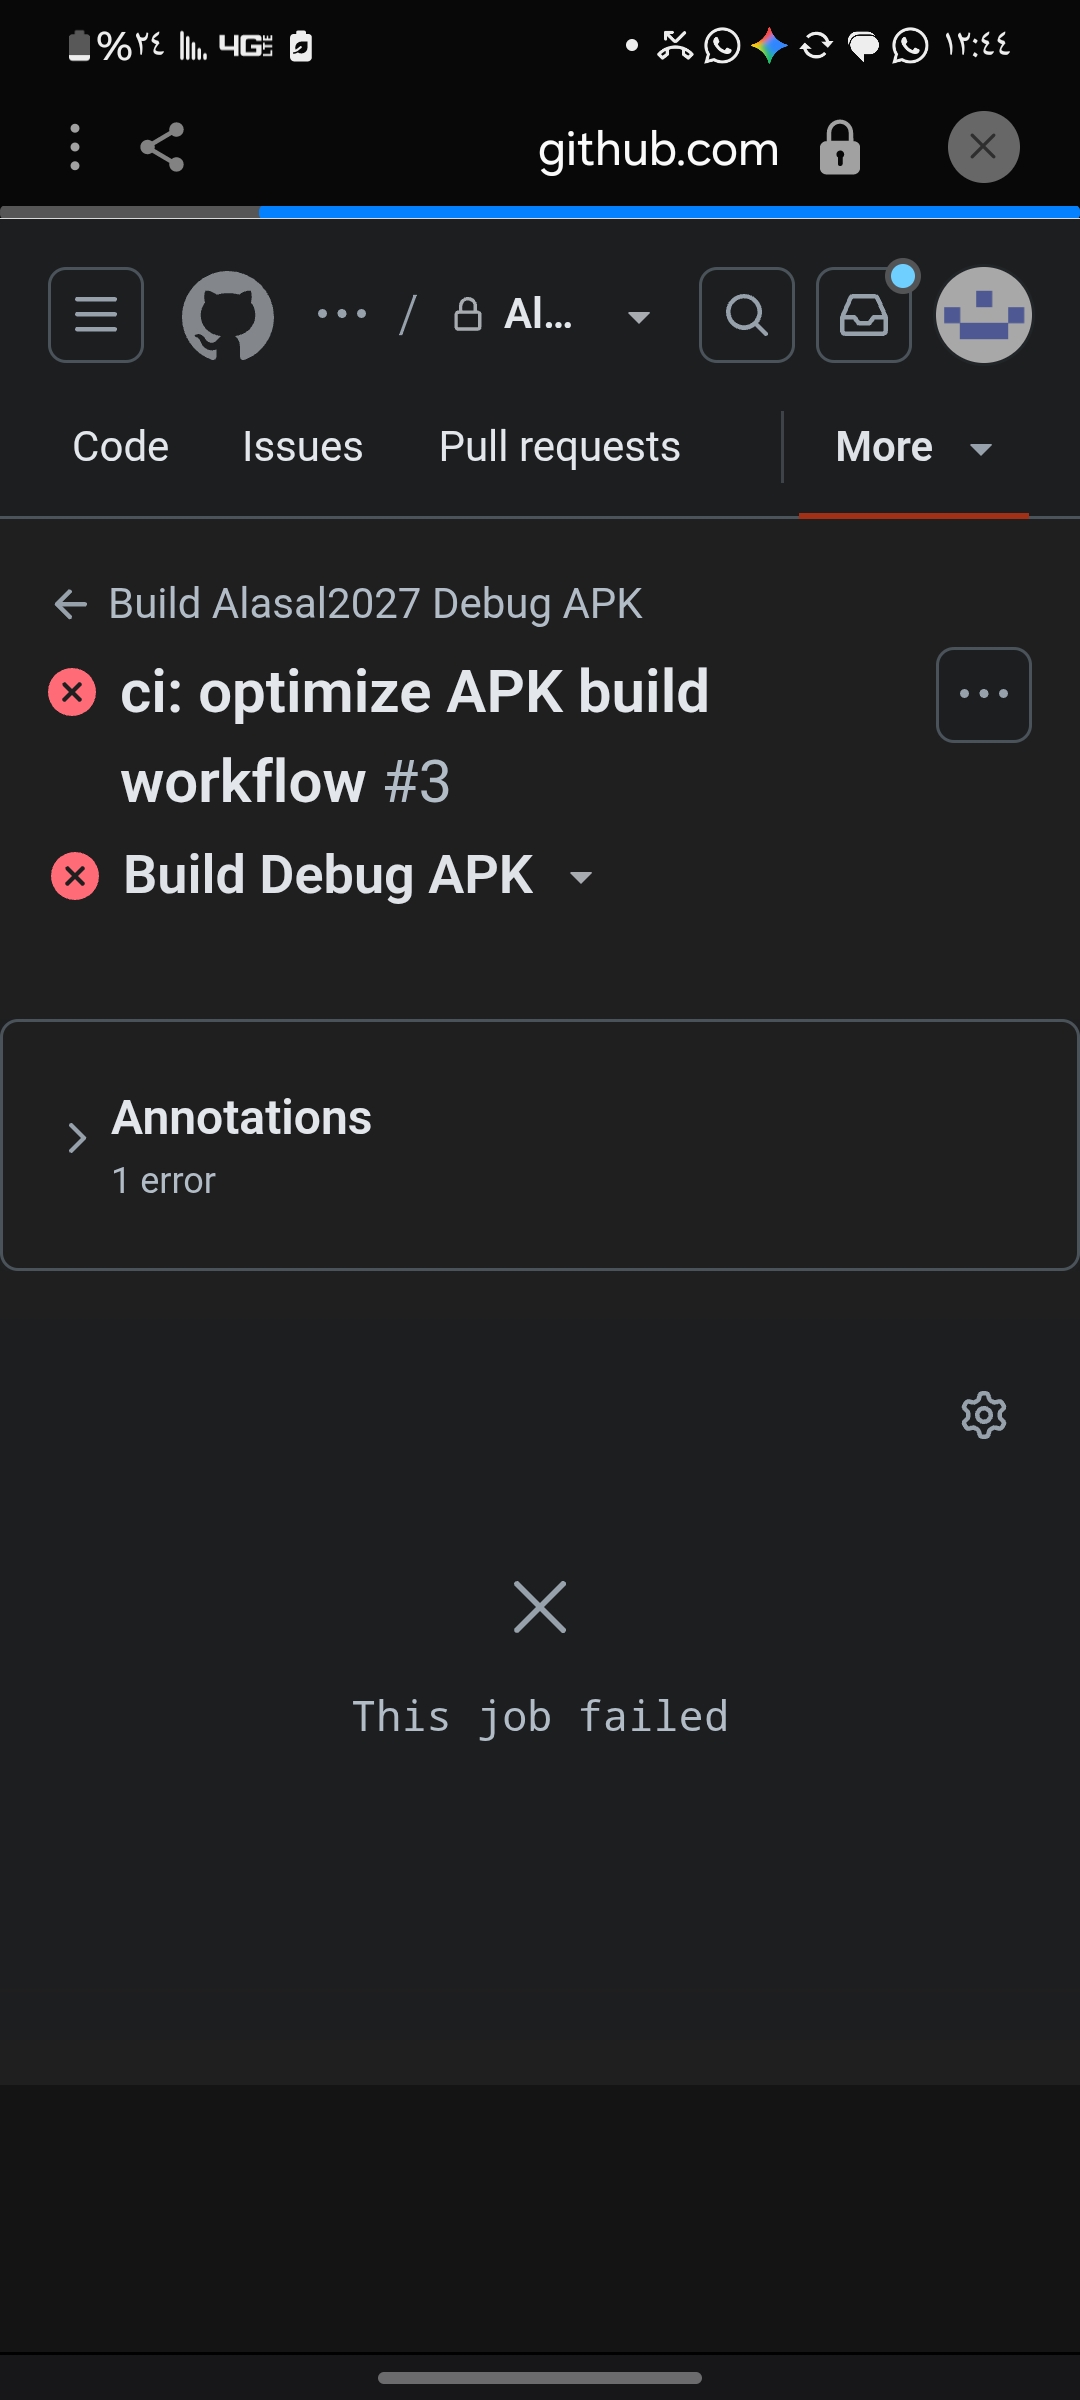 %٢٤ 4G LTE ١٢:٤٤
github.com
... / Al...
Code Issues Pull requests More
Build Alasal2027 Debug APK
ci: optimize APK build
workflow #3
Build Debug APK
Annotations
1 error
This job failed